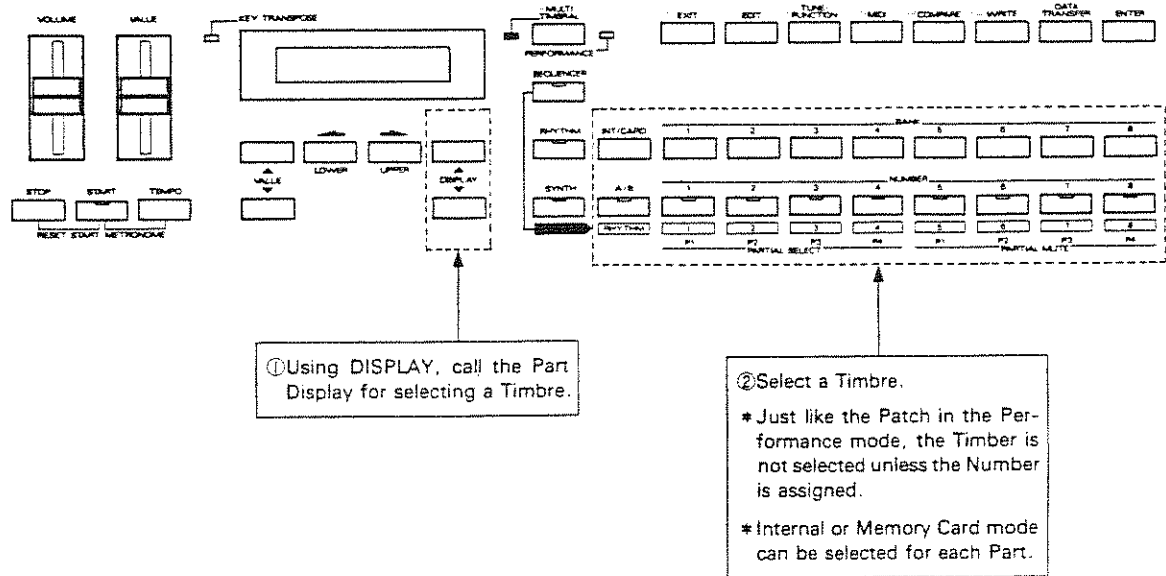 VOLUME VALUE
KEY TRANSPOSE
MULTI TIMBRAL
PERFORMANCE
EXIT EDIT TUNE/FUNCTION MIDI COMPARE WRITE DATA TRANSFER ENTER
SEQUENCER
RHYTHM INT/CARD
BANK
1 2 3 4 5 6 7 8
VALUE LOWER UPPER DISPLAY
STOP START TEMPO
RESET START METRONOME
SYNTH A/B
NUMBER
1 2 3 4 5 6 7 8
RHYTHM 1 2 3 4 5 6 7 8
P1 P2 P3 P4 P1 P2 P3 P4
PARTIAL SELECT PARTIAL MUTE
①Using DISPLAY, call the Part
Display for selecting a Timbre.
②Select a Timbre.
* Just like the Patch in the Per-
formance mode, the Timber is
not selected unless the Number
is assigned.
* Internal or Memory Card mode
can be selected for each Part.